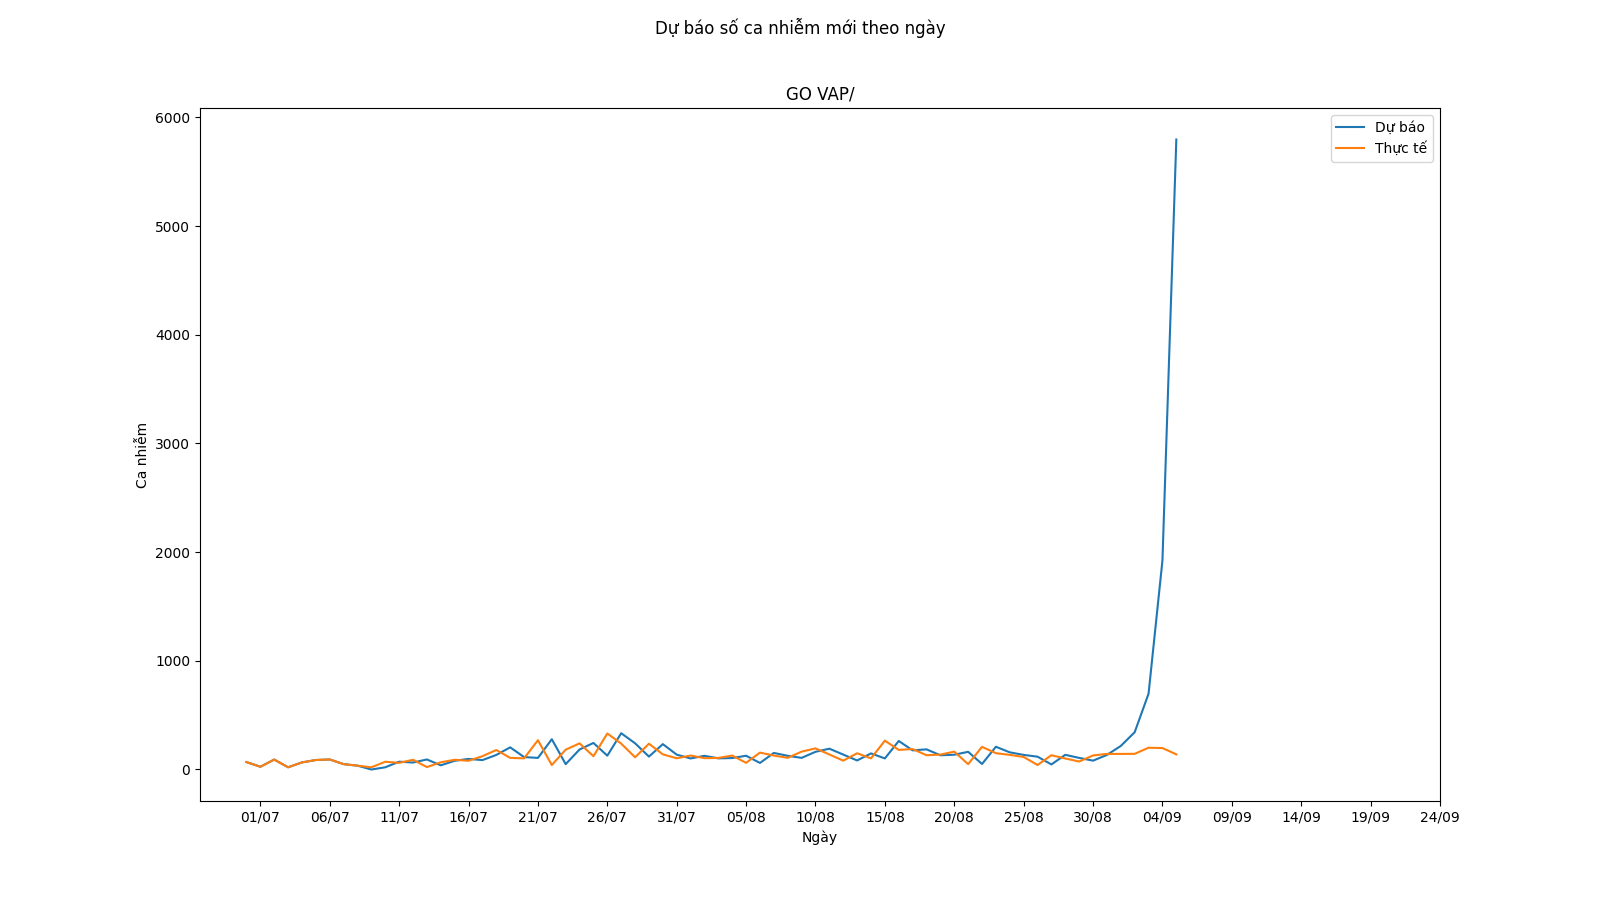 Dự báo số ca nhiễm mới theo ngày
GO VAP/
Dự báo
Thực tế
6000
5000
4000
3000
2000
1000
0
Ca nhiễm
01/07 06/07 11/07 16/07 21/07 26/07 31/07 05/08 10/08 15/08 20/08 25/08 30/08 04/09 09/09 14/09 19/09 24/09
Ngày